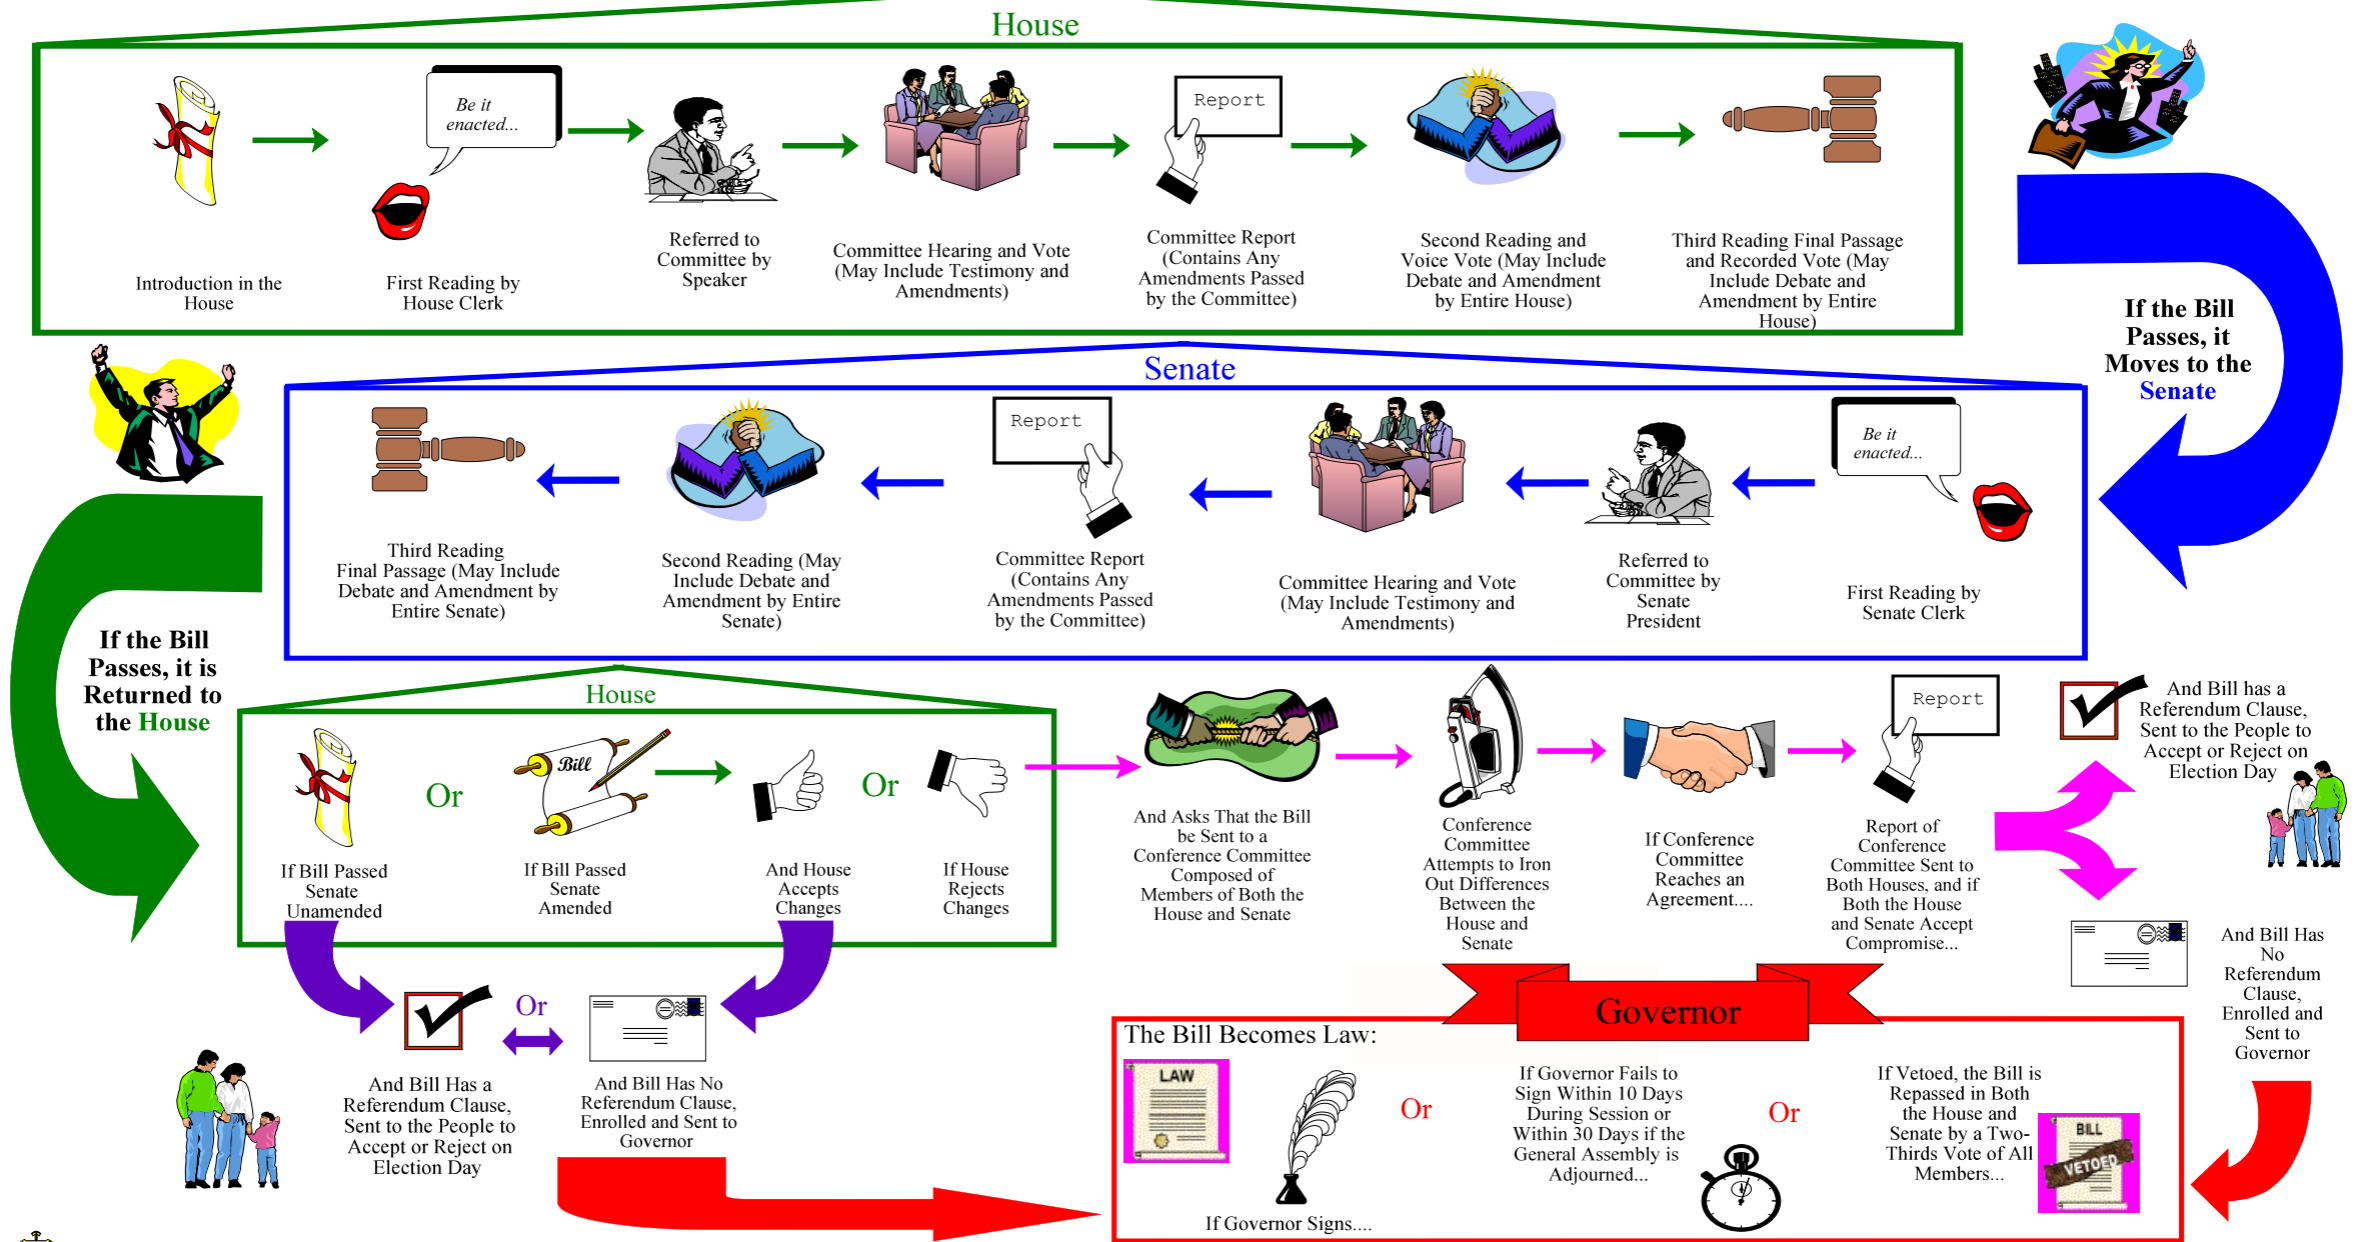 House
Be it
enacted...
Report
Introduction in the
House
First Reading by
House Clerk
Referred to
Committee by
Speaker
Committee Hearing and Vote
(May Include Testimony and
Amendments)
Committee Report
(Contains Any
Amendments Passed
by the Committee)
Second Reading and
Voice Vote (May Include
Debate and Amendment
by Entire House)
Third Reading Final Passage
and Recorded Vote (May
Include Debate and
Amendment by Entire
House)
If the Bill
Passes, it
Moves to the
Senate
Senate
Report
Be it
enacted...
Third Reading
Final Passage (May Include
Debate and Amendment by
Entire Senate)
Second Reading (May
Include Debate and
Amendment by Entire
Senate)
Committee Report
(Contains Any
Amendments Passed
by the Committee)
Committee Hearing and Vote
(May Include Testimony and
Amendments)
Referred to
Committee by
Senate
President
First Reading by
Senate Clerk
If the Bill
Passes, it is
Returned to
the House
House
Or
Bill
Or
If Bill Passed
Senate
Unamended
If Bill Passed
Senate
Amended
And House
Accepts
Changes
If House
Rejects
Changes
And Asks That the Bill
be Sent to a
Conference Committee
Composed of
Members of Both the
House and Senate
Conference
Committee
Attempts to Iron
Out Differences
Between the
House and
Senate
If Conference
Committee
Reaches an
Agreement....
Report
Report of
Conference
Committee Sent to
Both Houses, and if
Both the House
and Senate Accept
Compromise...
And Bill has a
Referendum Clause,
Sent to the People to
Accept or Reject on
Election Day
And Bill Has
No
Referendum
Clause,
Enrolled and
Sent to
Governor
Or
And Bill Has a
Referendum Clause,
Sent to the People to
Accept or Reject on
Election Day
And Bill Has No
Referendum Clause,
Enrolled and Sent to
Governor
Governor
The Bill Becomes Law:
LAW
If Governor Signs....
Or
If Governor Fails to
Sign Within 10 Days
During Session or
Within 30 Days if the
General Assembly is
Adjourned...
Or
If Vetoed, the Bill is
Repassed in Both
the House and
Senate by a Two-
Thirds Vote of All
Members...
BILL
VETOED